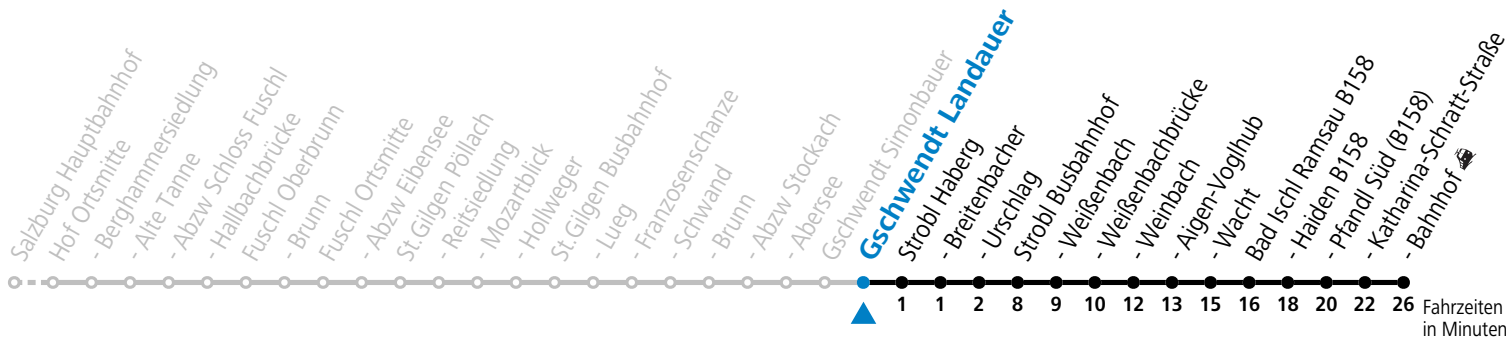 Salzburg Hauptbahnhof
Hof Ortsmitte
- Berghammersiedlung
- Alte Tanne
- Abzw Schloss Fuschl
- Hallbachbrücke
Fuschl Oberbrunn
- Brunn
Fuschl Ortsmitte
- Abzw Eibensee
St.Gilgen Pöllach
- Reitsiedlung
- Mozartblick
- Hollweger
St.Gilgen Busbahnhof
- Lueg
- Franzosenschanze
- Schwand
- Brunn
- Abzw Stockach
- Abersee
Gschwendt Simonbauer
Gschwendt Landauer
Strobl Haberg
- Breitenbacher
- Urschlag
Strobl Busbahnhof
- Weißenbach
- Weißenbachbrücke
- Weinbach
- Aigen-Voglhub
- Wacht
Bad Ischl Ramsau B158
- Haiden B158
- Pfandl Süd (B158)
- Katharina-Schratt-Straße
- Bahnhof
1 1 2 8 9 10 12 13 15 16 18 20 22 26 Fahrzeiten
in Minuten